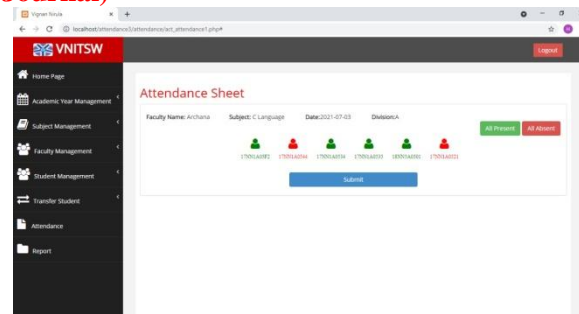 Journal)
Vignan Nirula
localhost/attendance3/attendance/act_attendance1.php#
VNITSW
Logout
Home Page
Attendance Sheet
Academic Year Management
Faculty Name: Archana Subject: C Language Date:2021-07-03 Division:A
All Present All Absent
Subject Management
Faculty Management
Student Management
Submit
Transfer Student
Attendance
Report